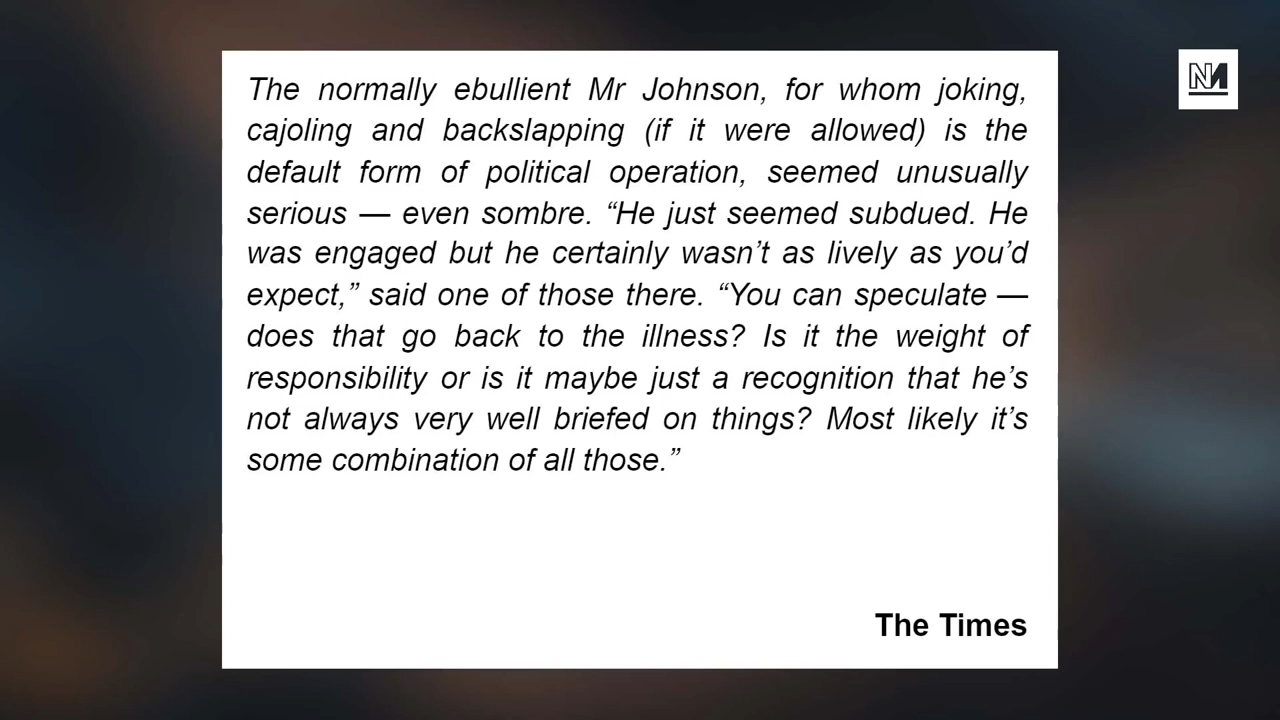 The normally ebullient Mr Johnson, for whom joking,
cajoling and backslapping (if it were allowed) is the
default form of political operation, seemed unusually
serious — even sombre. “He just seemed subdued. He
was engaged but he certainly wasn’t as lively as you’d
expect,” said one of those there. “You can speculate —
does that go back to the illness? Is it the weight of
responsibility or is it maybe just a recognition that he’s
not always very well briefed on things? Most likely it’s
some combination of all those.”
The Times
NM